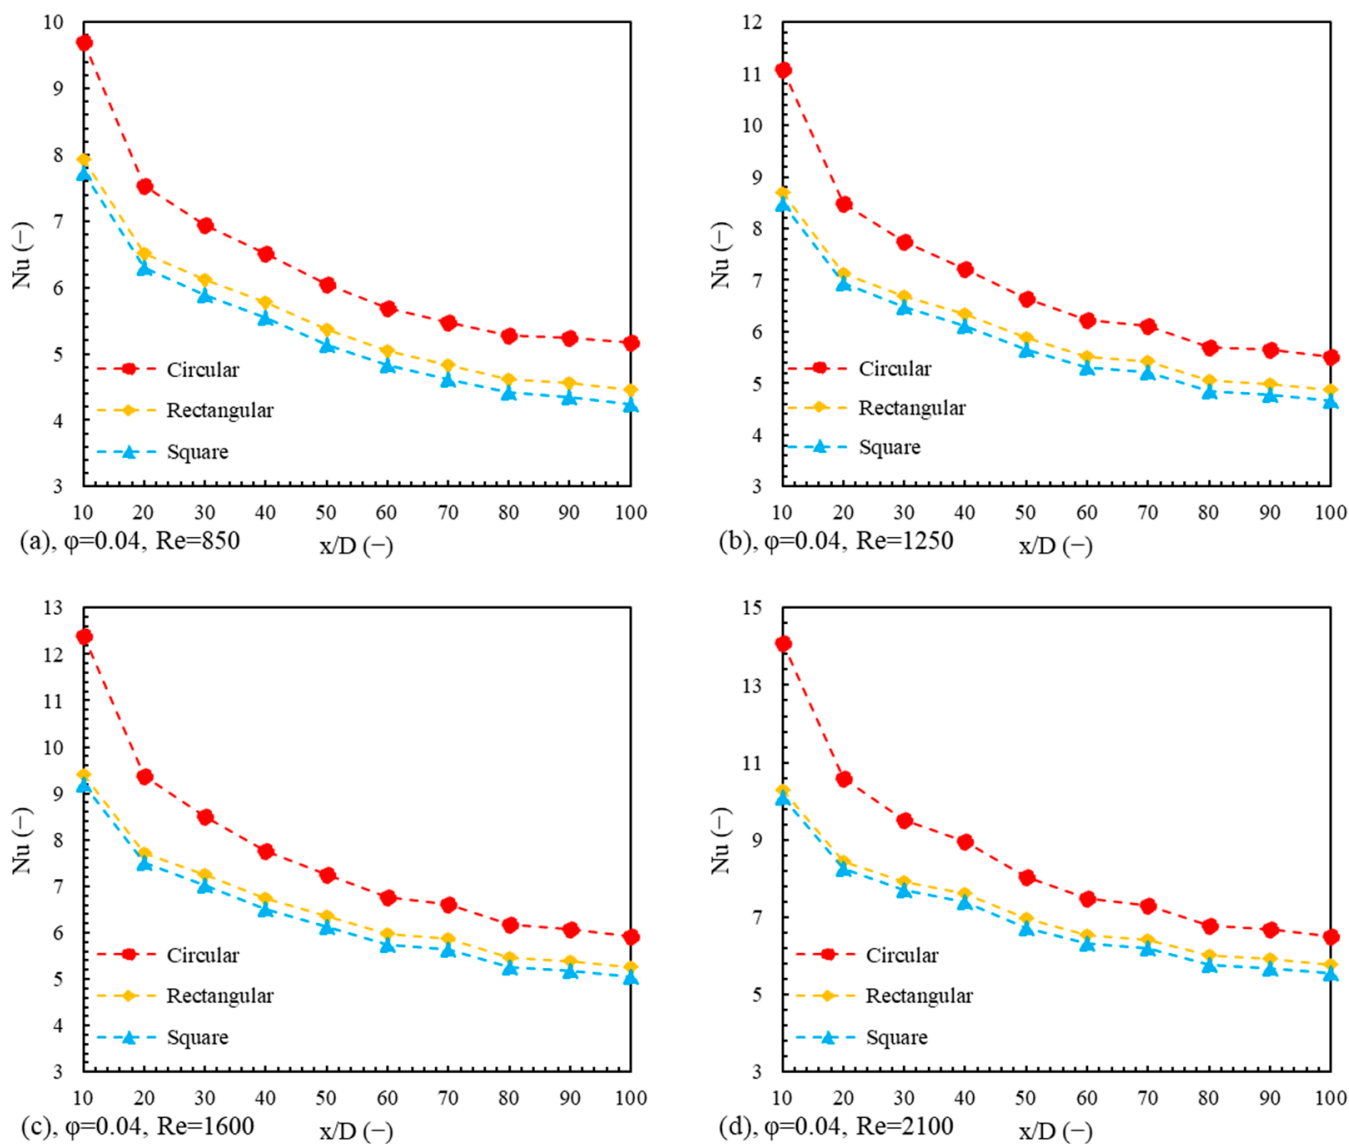 10
9
8
7
6
5
4
3
Nu (−)
Circular
Rectangular
Square
10 20 30 40 50 60 70 80 90 100
(a), φ=0.04, Re=850 x/D (−)
12
11
10
9
8
7
6
5
4
3
Nu (−)
Circular
Rectangular
Square
10 20 30 40 50 60 70 80 90 100
(b), φ=0.04, Re=1250 x/D (−)
13
12
11
10
9
8
7
6
5
4
3
Nu (−)
Circular
Rectangular
Square
10 20 30 40 50 60 70 80 90 100
(c), φ=0.04, Re=1600 x/D (−)
15
13
11
9
7
5
3
Nu (−)
Circular
Rectangular
Square
10 20 30 40 50 60 70 80 90 100
(d), φ=0.04, Re=2100 x/D (−)